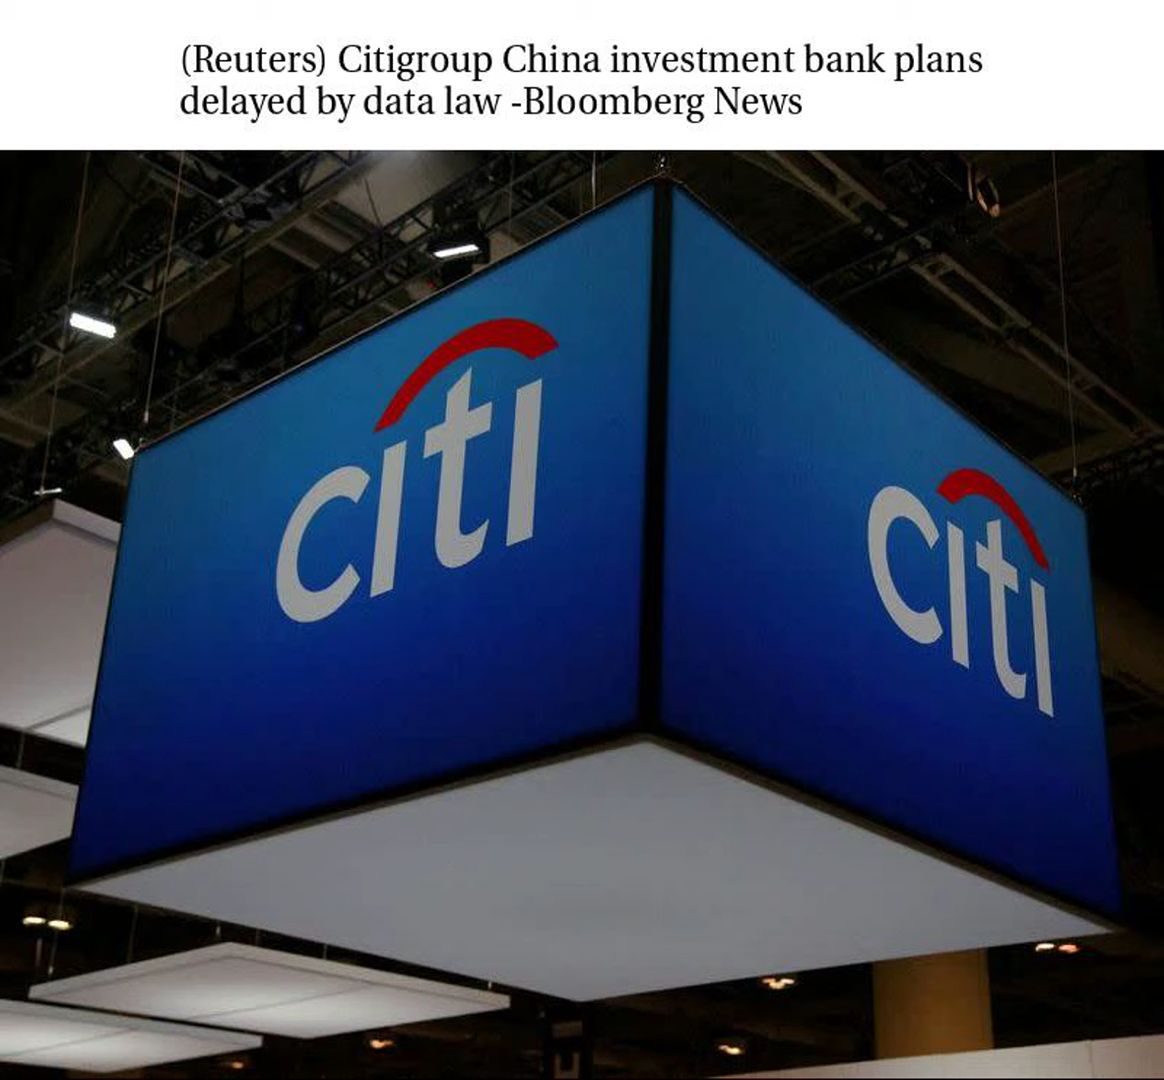 (Reuters) Citigroup China investment bank plans
delayed by data law -Bloomberg News
citi
citi